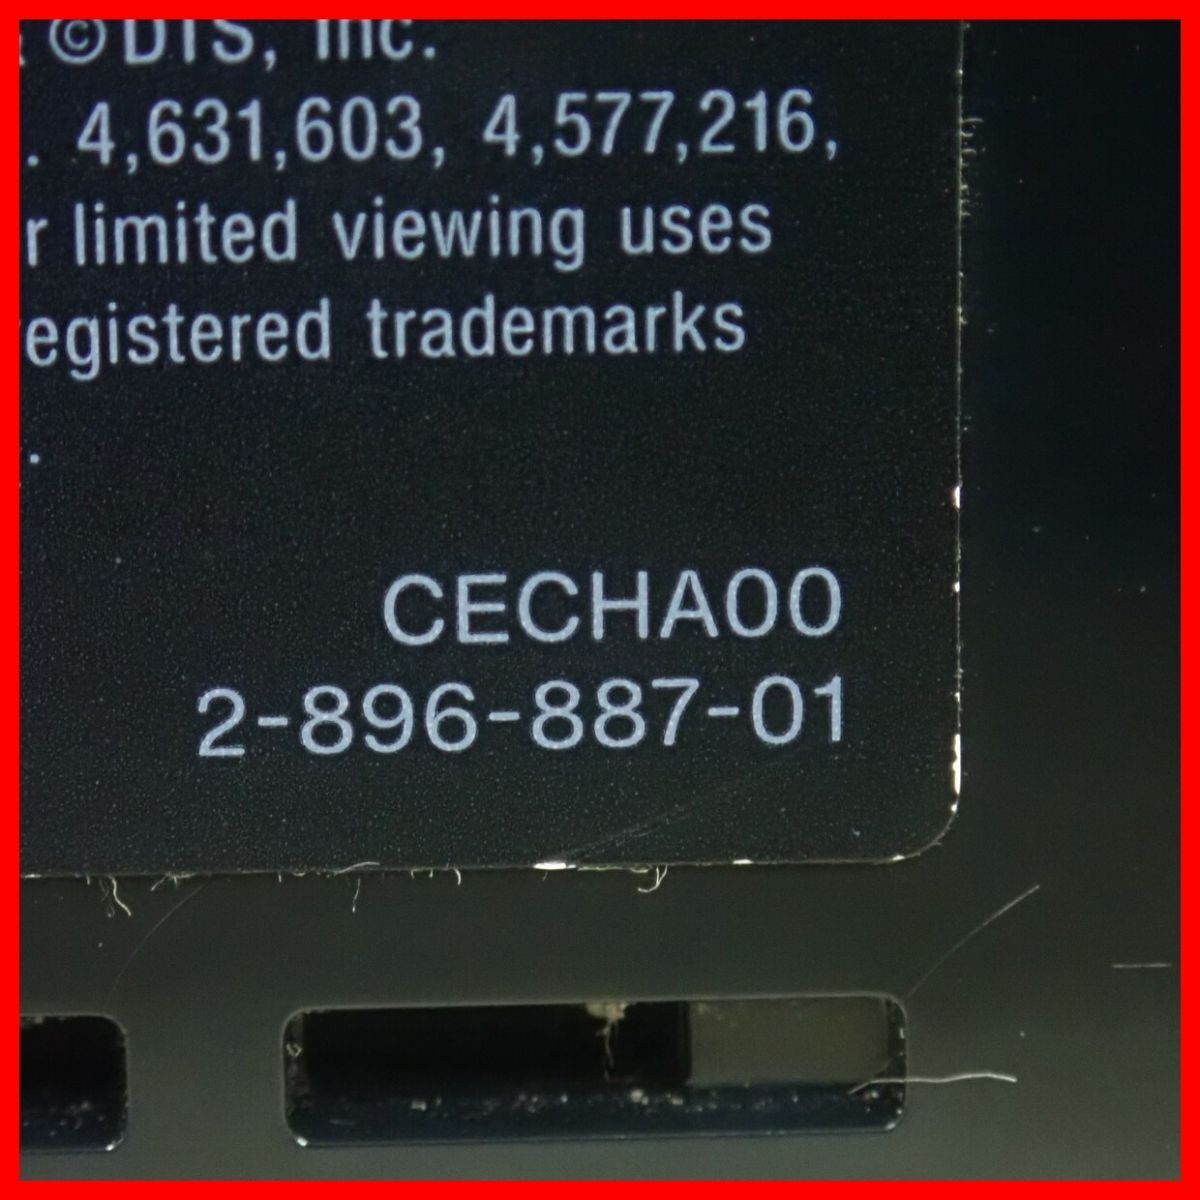 ©DTS, Inc.
. 4,631,603, 4,577,216,
r limited viewing uses
egistered trademarks
.
CECHA00
2-896-887-01